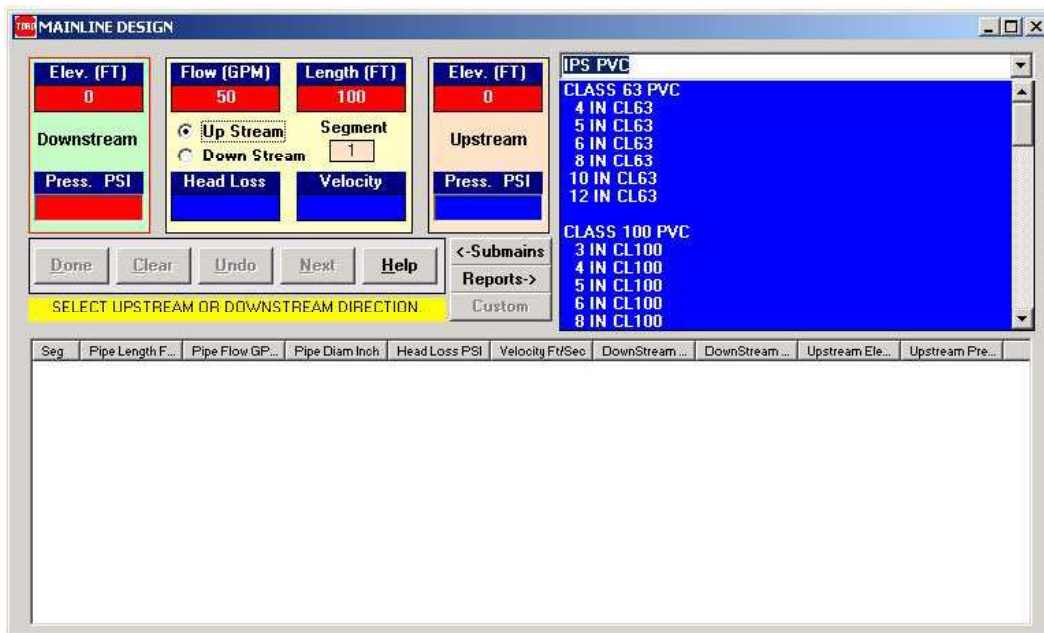 TORO MAINLINE DESIGN
Elev. (FT)
0
Downstream
Press. PSI
Flow (GPM)
50
Length (FT)
100
Up Stream
Down Stream
Segment
1
Head Loss
Velocity
Elev. (FT)
0
Upstream
Press. PSI
Done
Clear
Undo
Next
Help
<-Submains
Reports->
Custom
SELECT UPSTREAM OR DOWNSTREAM DIRECTION.
IPS PVC
CLASS 63 PVC
4 IN CL63
5 IN CL63
6 IN CL63
8 IN CL63
10 IN CL63
12 IN CL63
CLASS 100 PVC
3 IN CL100
4 IN CL100
5 IN CL100
6 IN CL100
8 IN CL100
Seg Pipe Length F... Pipe Flow GP... Pipe Diam Inch Head Loss PSI Velocity Ft/Sec DownStream ... DownStream ... Upstream Ele... Upstream Pre...